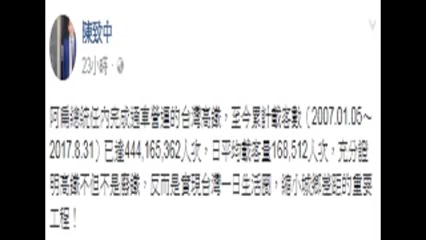 陳致中
23小時
阿扁總統任內完成通車營運的台灣高鐵，至今累計載客數（2007.01.05～
2017.8.31）已逾444,165,362人次，日平均載客量168,512人次，充分證
明高鐵不但不是廢鐵，反而是實現台灣一日生活圈，縮小城鄉差距的重要
工程！